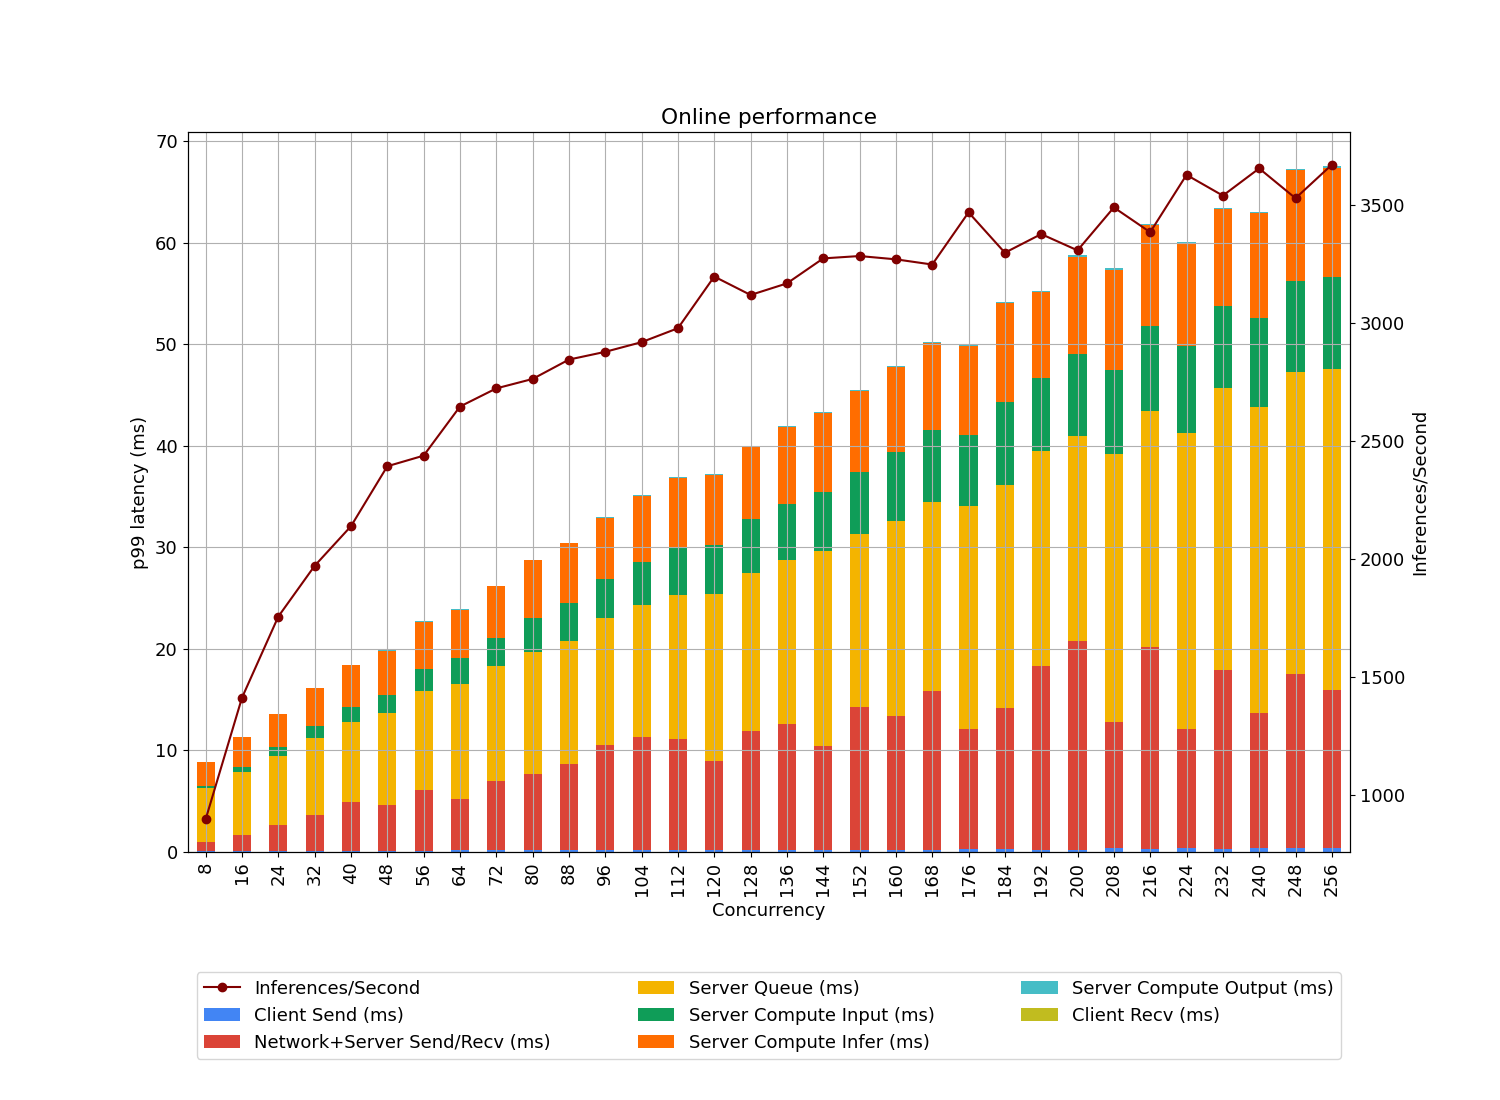 Online performance
70
60
50
40
30
20
10
0
p99 latency (ms)
3500
3000
2500
2000
1500
1000
Inferences/Second
8 16 24 32 40 48 56 64 72 80 88 96 104 112 120 128 136 144 152 160 168 176 184 192 200 208 216 224 232 240 248 256
Concurrency
Inferences/Second
Client Send (ms)
Network+Server Send/Recv (ms)
Server Queue (ms)
Server Compute Input (ms)
Server Compute Infer (ms)
Server Compute Output (ms)
Client Recv (ms)